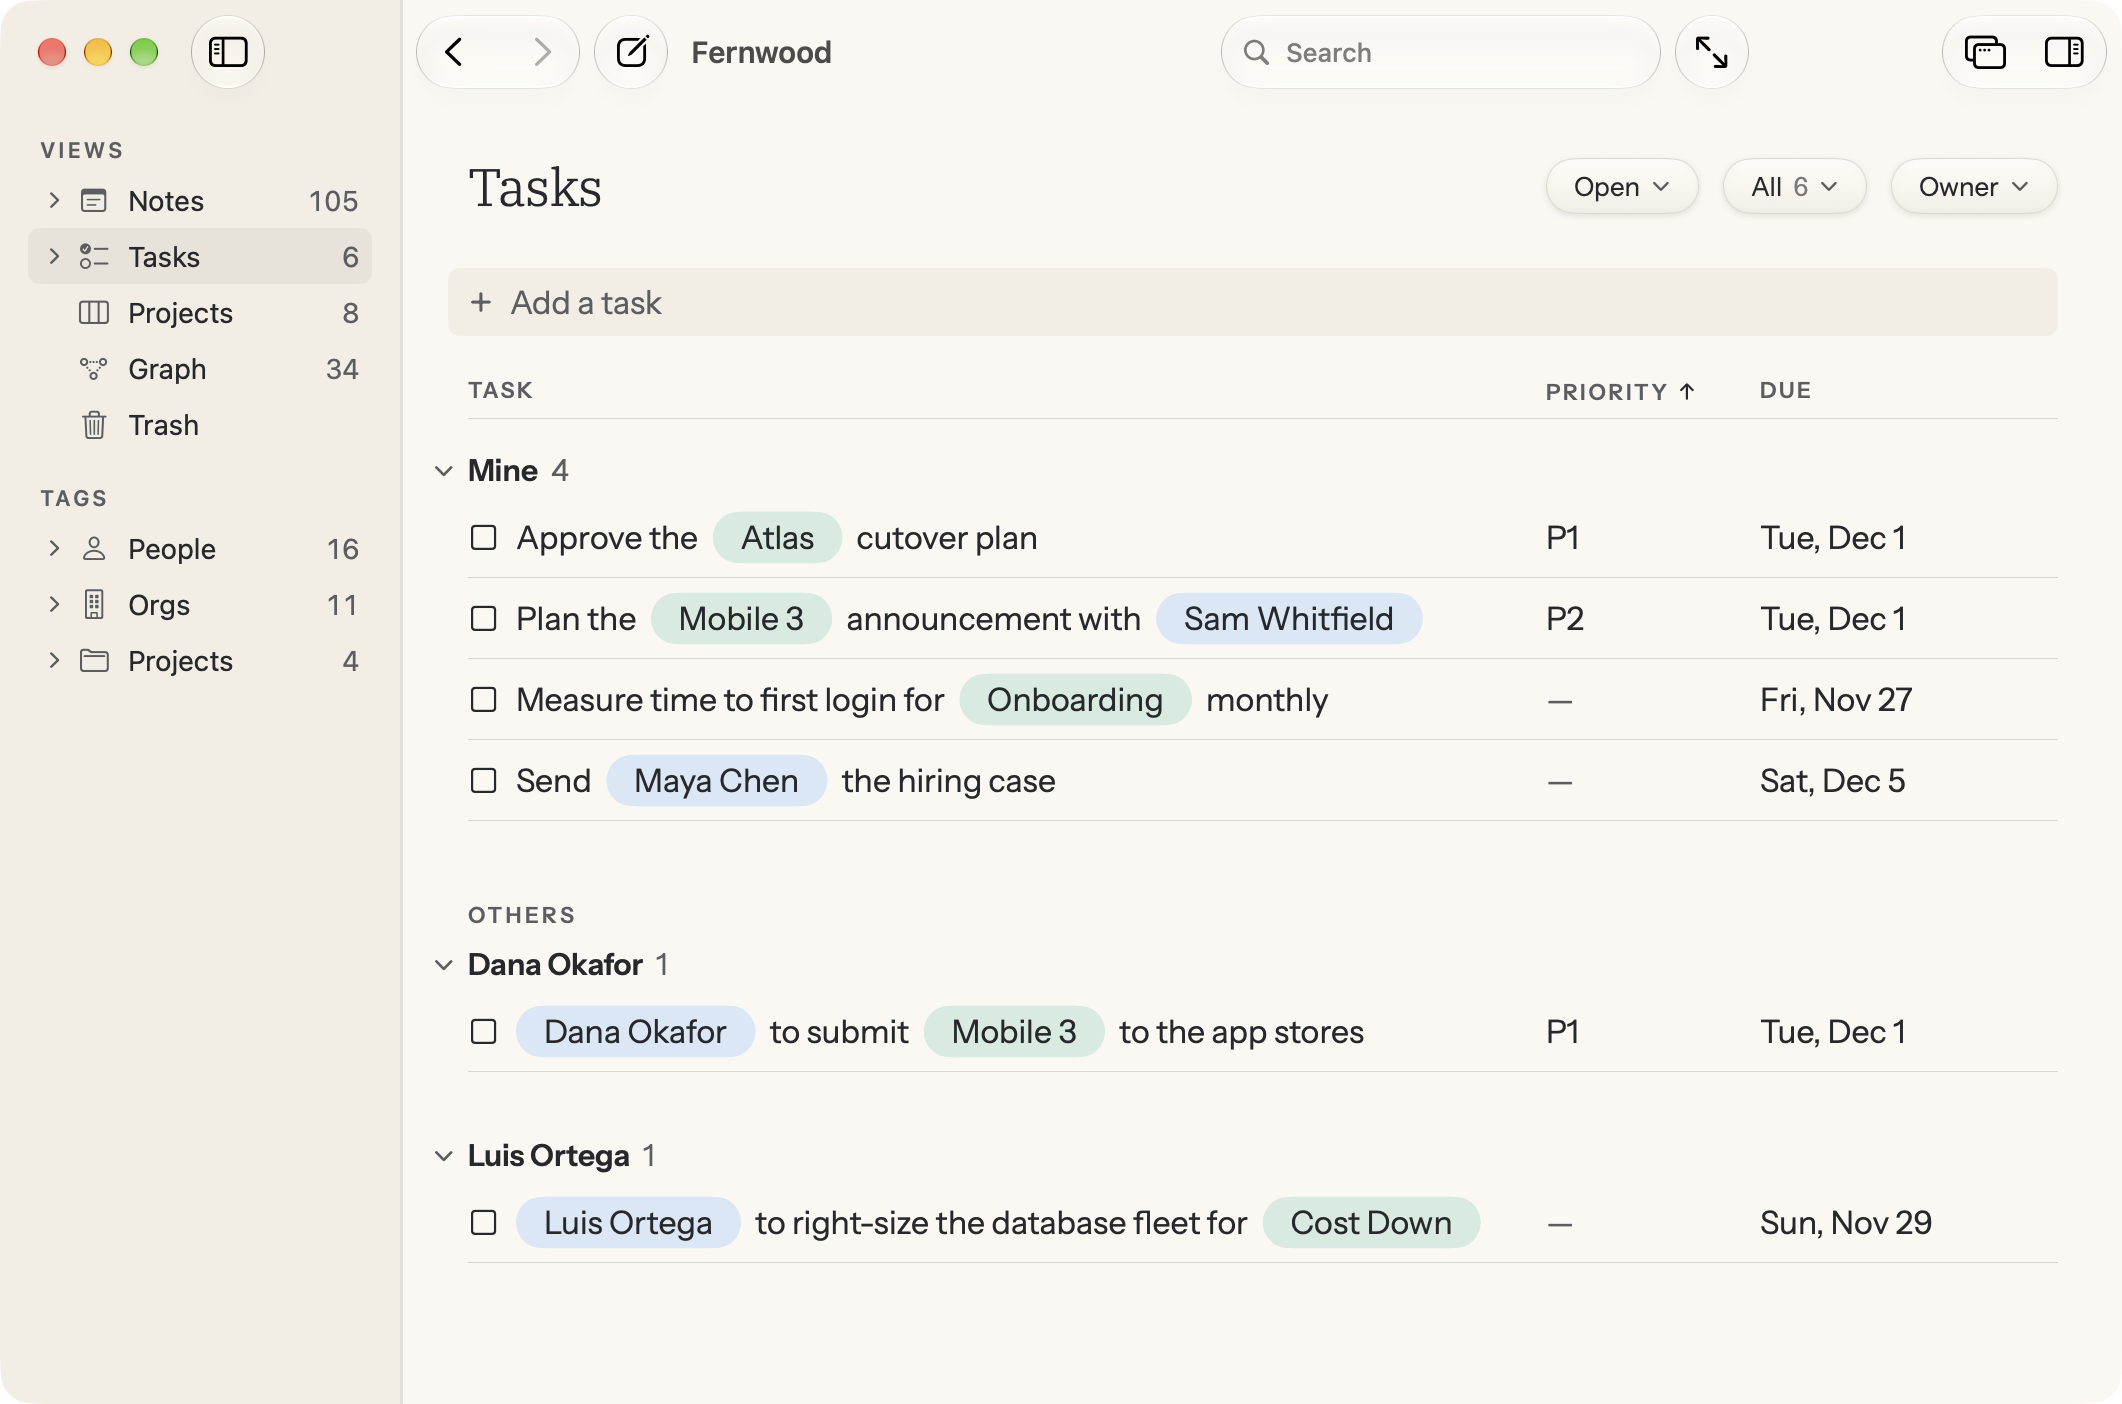 Fernwood
Search
VIEWS
Notes 105
Tasks 6
Projects 8
Graph 34
Trash
TAGS
People 16
Orgs 11
Projects 4
Tasks
Open
All 6
Owner
+ Add a task
TASK PRIORITY ↑ DUE
Mine 4
Approve the Atlas cutover plan P1 Tue, Dec 1
Plan the Mobile 3 announcement with Sam Whitfield P2 Tue, Dec 1
Measure time to first login for Onboarding monthly — Fri, Nov 27
Send Maya Chen the hiring case — Sat, Dec 5
OTHERS
Dana Okafor 1
Dana Okafor to submit Mobile 3 to the app stores P1 Tue, Dec 1
Luis Ortega 1
Luis Ortega to right-size the database fleet for Cost Down — Sun, Nov 29